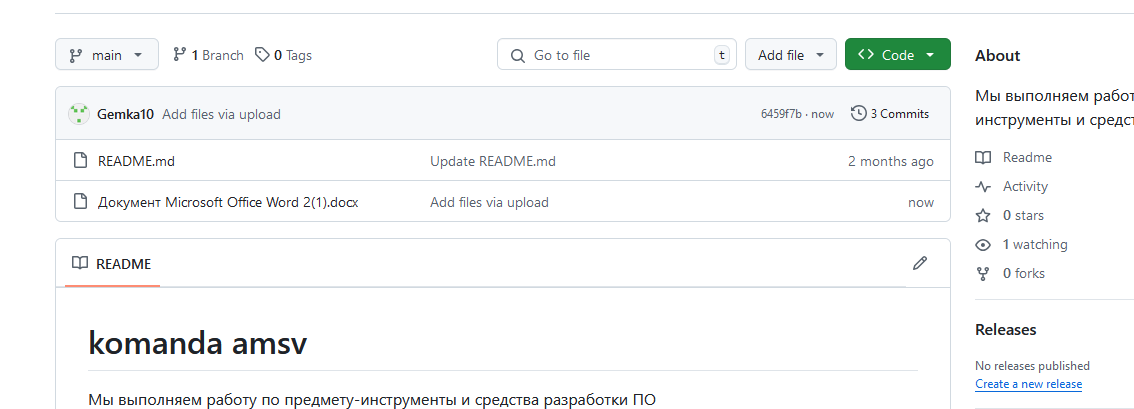 main
1 Branch
0 Tags
Go to file
t
Add file
Code
Gemka10 Add files via upload 6459f7b · now 3 Commits
README.md Update README.md 2 months ago
Документ Microsoft Office Word 2(1).docx Add files via upload now
README
komanda amsv
Мы выполняем работу по предмету-инструменты и средства разработки ПО
About
Мы выполняем работ
инструменты и средст
Readme
Activity
0 stars
1 watching
0 forks
Releases
No releases published
Create a new release